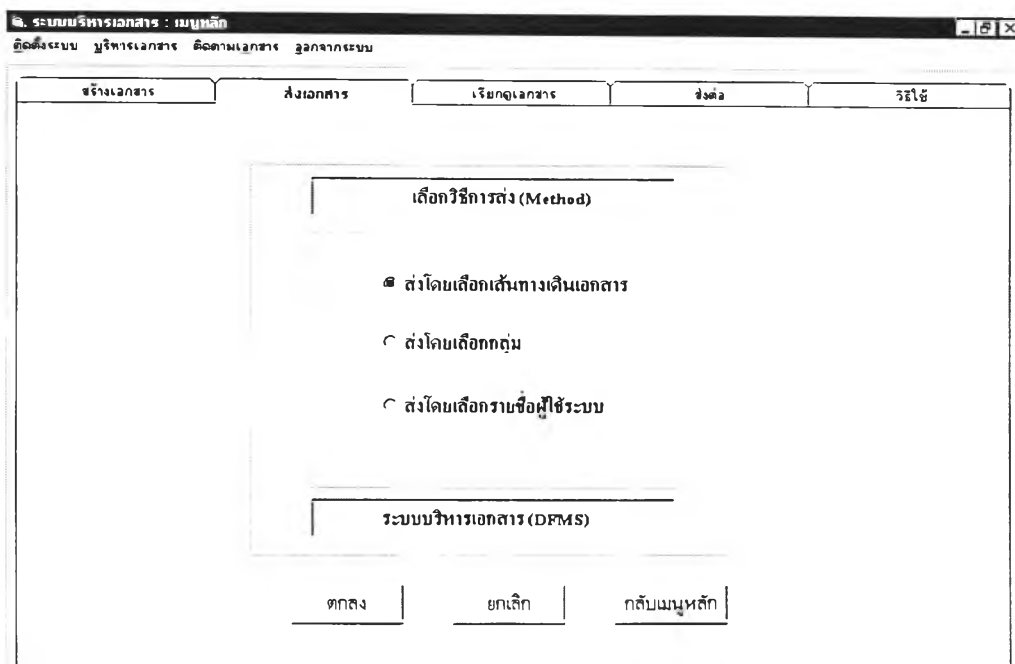 ระบบบริหารเอกสาร : เมนูหลัก
ติดตั้งระบบ บริหารเอกสาร ติดตามเอกสาร ออกจากระบบ
สร้างเอกสาร ส่งเอกสาร เรียกดูเอกสาร ส่งต่อ วิธีใช้
เลือกวิธีการส่ง (Method)
ส่งโดยเลือกเส้นทางเดินเอกสาร
ส่งโดยเลือกกลุ่ม
ส่งโดยเลือกรายชื่อผู้ใช้ระบบ
ระบบบริหารเอกสาร (DFMS)
ตกลง ยกเลิก กลับเมนูหลัก